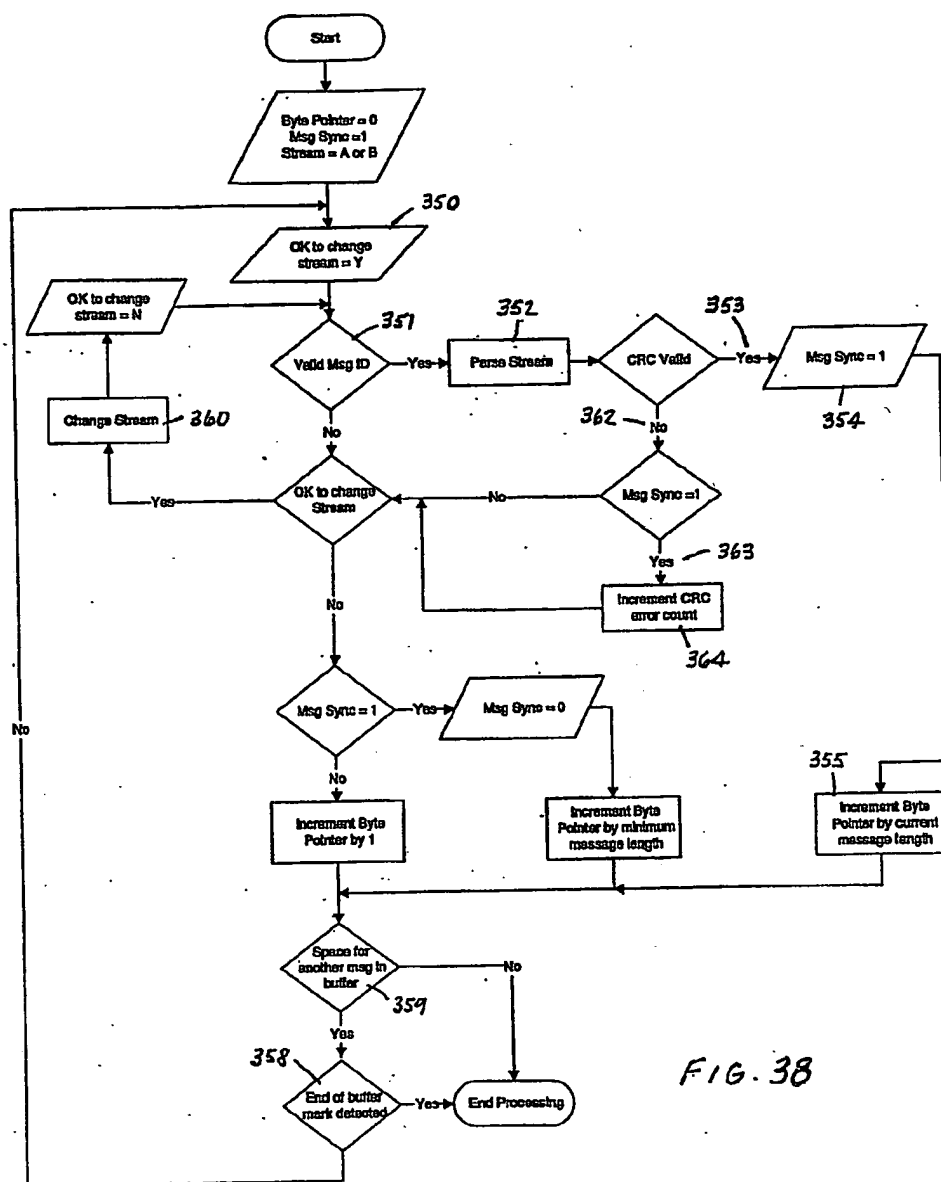 Start
Byte Pointer = 0
Msg Sync =1
Stream = A or B
350
OK to change
stream = Y
OK to change
stream = N
351
Valid Msg ID
Yes
352
Parse Stream
CRC Valid
353
Yes
Msg Sync = 1
354
Change Stream
360
No
362
No
Yes
OK to change
Stream
No
Msg Sync =1
Yes
363
Increment CRC
error count
364
No
No
Msg Sync = 1
Yes
Msg Sync = 0
No
355
Increment Byte
Pointer by 1
Increment Byte
Pointer by minimum
message length
Increment Byte
Pointer by current
message length
Space for
another msg in
buffer
359
No
Yes
358
End of buffer
mark detected
Yes
End Processing
FIG. 38